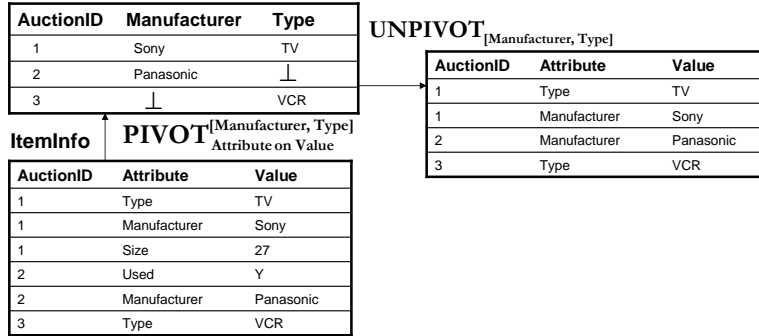 AuctionID Manufacturer Type
1 Sony TV
2 Panasonic ⊥
3 ⊥ VCR
UNPIVOT[Manufacturer, Type]
AuctionID Attribute Value
1 Type TV
1 Manufacturer Sony
2 Manufacturer Panasonic
3 Type VCR
PIVOT[Manufacturer, Type]
Attribute on Value
ItemInfo
AuctionID Attribute Value
1 Type TV
1 Manufacturer Sony
1 Size 27
2 Used Y
2 Manufacturer Panasonic
3 Type VCR